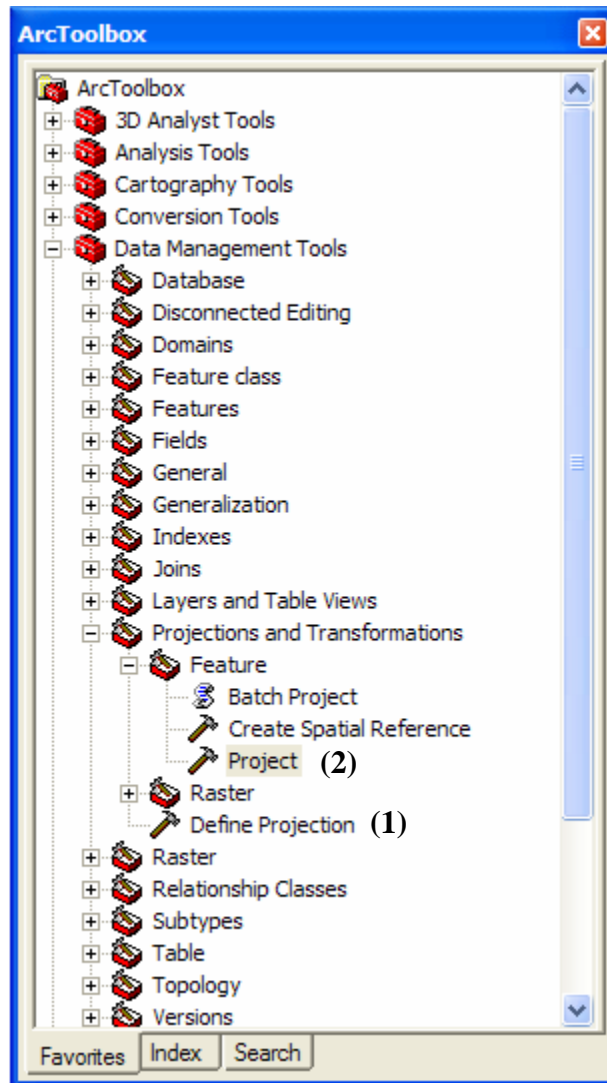 ArcToolbox
ArcToolbox
3D Analyst Tools
Analysis Tools
Cartography Tools
Conversion Tools
Data Management Tools
Database
Disconnected Editing
Domains
Feature class
Features
Fields
General
Generalization
Indexes
Joins
Layers and Table Views
Projections and Transformations
Feature
Batch Project
Create Spatial Reference
Project (2)
Raster
Define Projection (1)
Raster
Relationship Classes
Subtypes
Table
Topology
Versions
Favorites Index Search